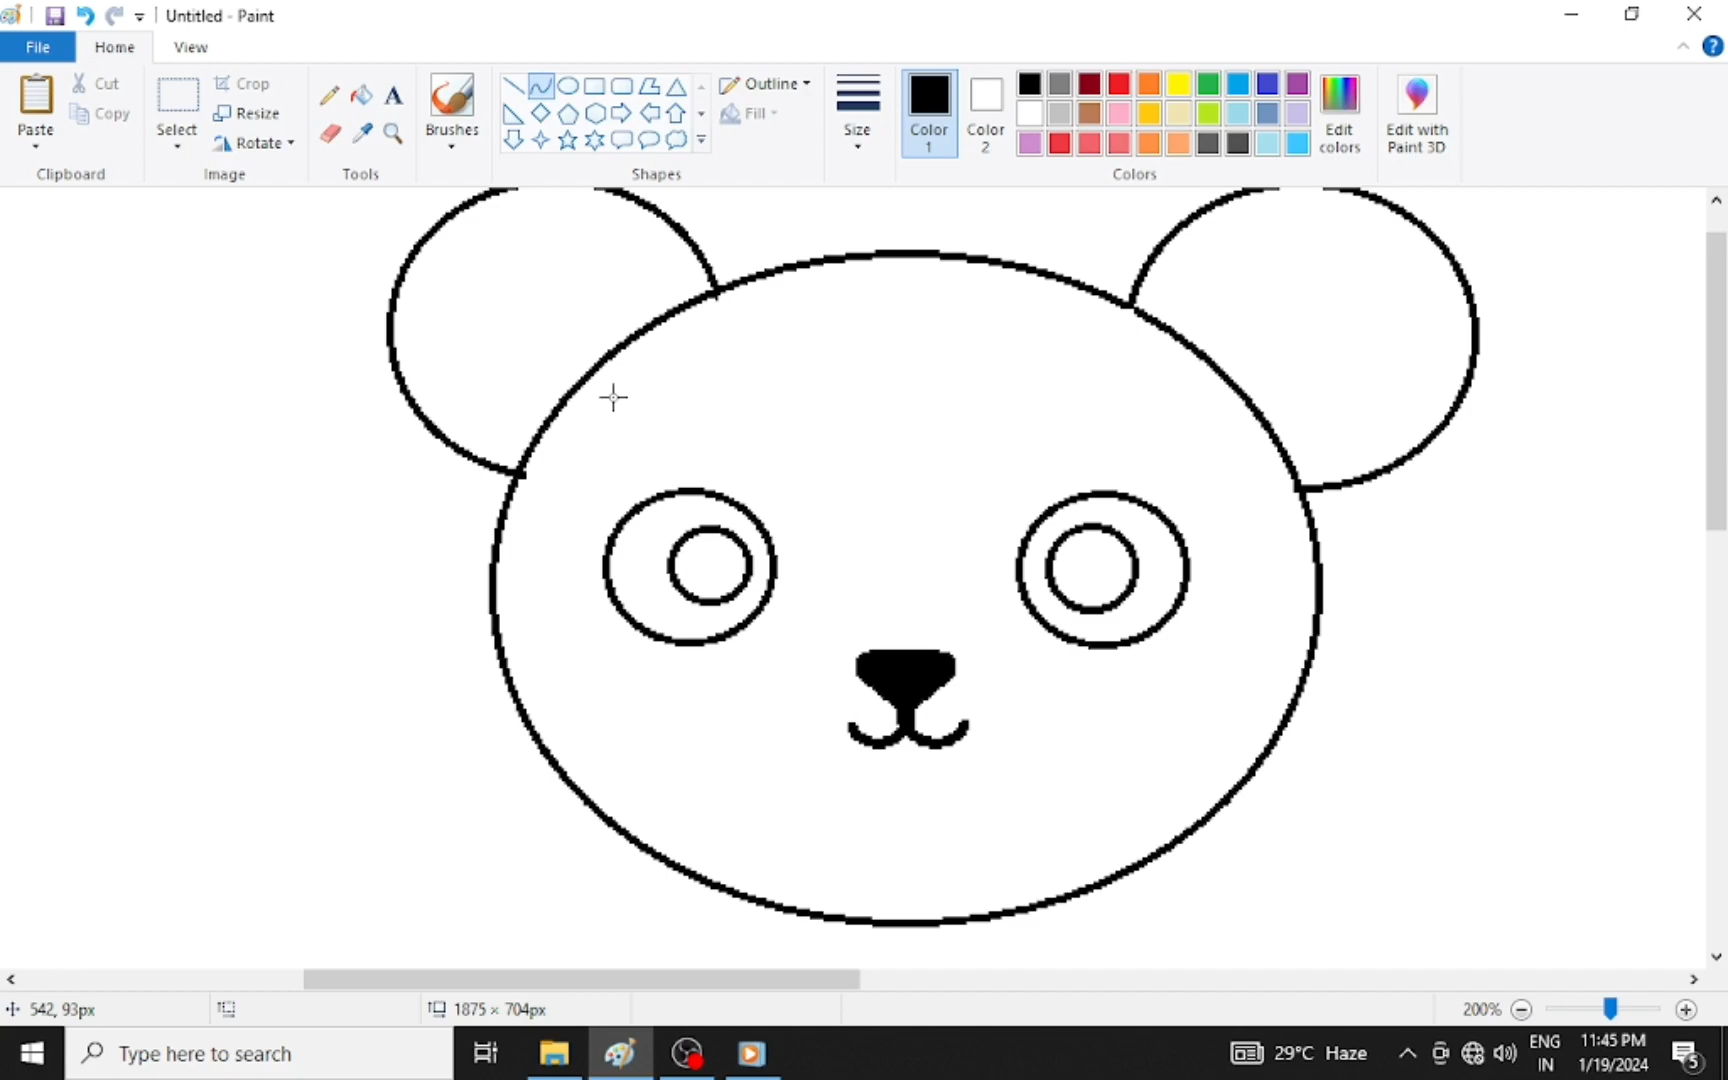 Untitled - Paint
File Home View
Paste
Cut
Copy
Clipboard
Select
Crop
Resize
Rotate
Image
A
Tools
Brushes
Shapes
Outline
Fill
Size
Color
1
Color
2
Edit
colors
Colors
Edit with
Paint 3D
?
542, 93px
1875 × 704px
200%
Type here to search
29°C Haze
ENG
IN
11:45 PM
1/19/2024
5